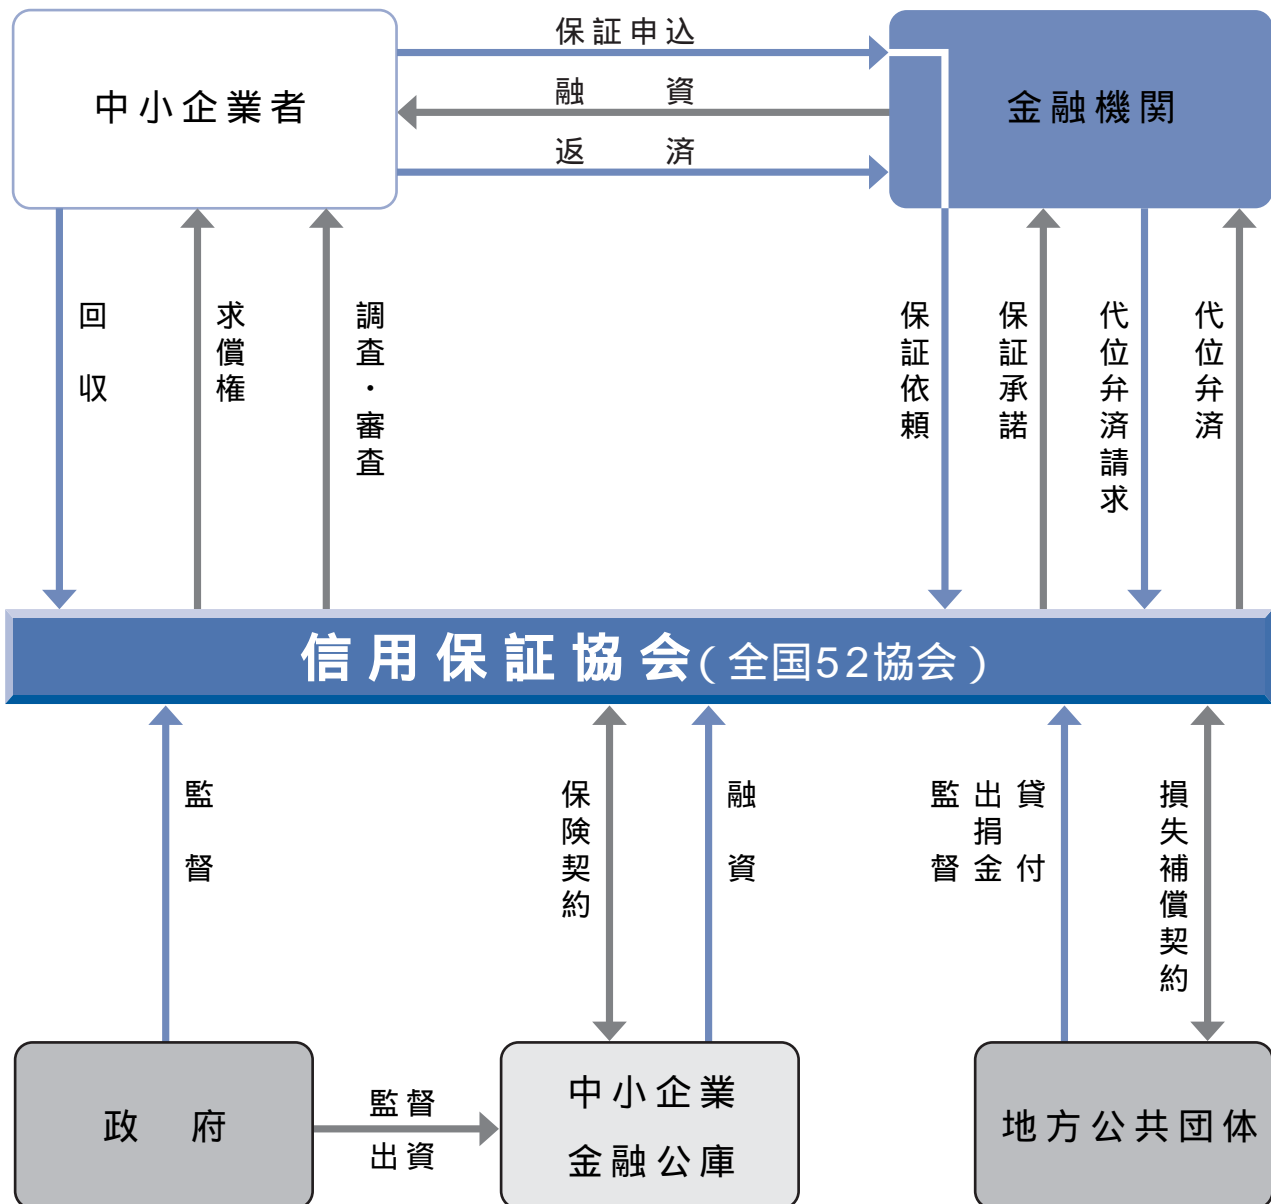 保証申込
中小企業者
融資
金融機関
返済
回収
求償権
調査・審査
保証依頼
保証承諾
代位弁済請求
代位弁済
信用保証協会(全国52協会)
監督
保険契約
融資
監督
出捐金
貸付
損失補償契約
政府
監督
出資
中小企業
金融公庫
地方公共団体